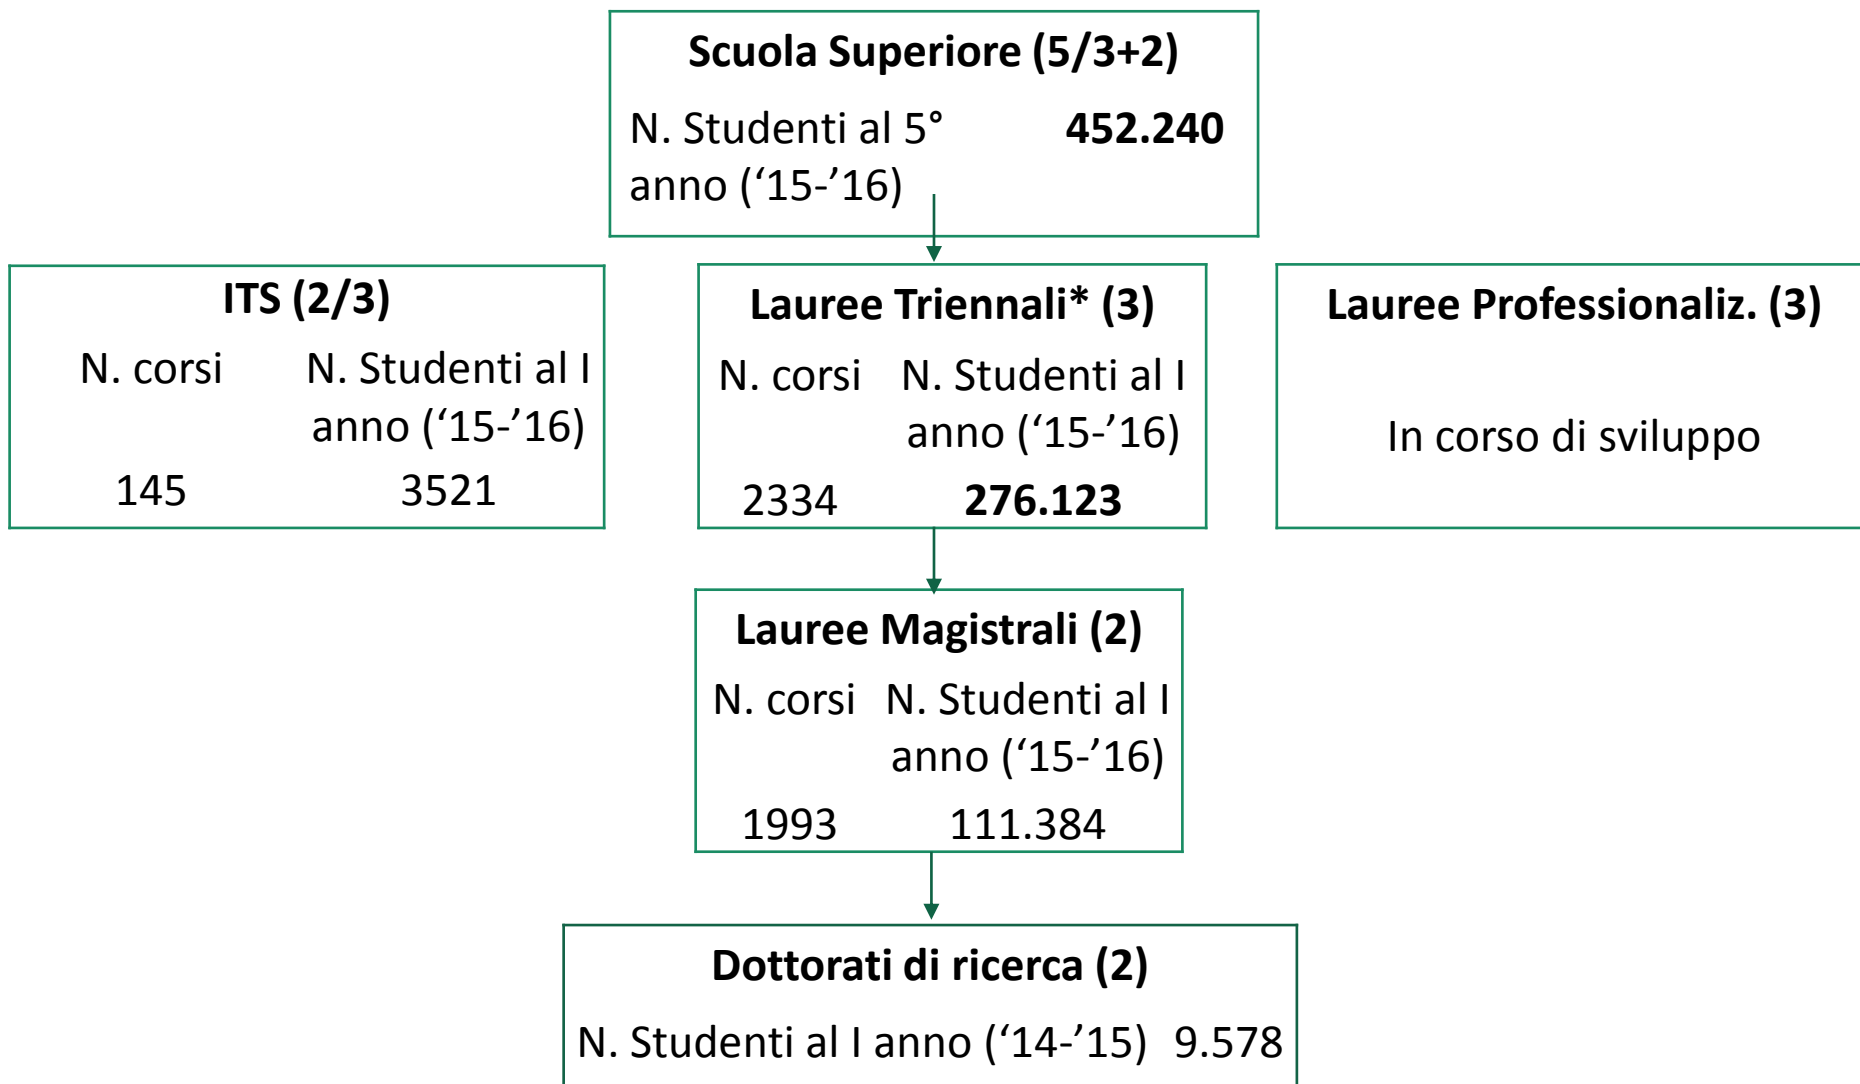 Scuola Superiore (5/3+2)
N. Studenti al 5° 452.240
anno (‘15-’16)
ITS (2/3)
N. corsi N. Studenti al I
anno (‘15-’16)
145 3521
Lauree Triennali* (3)
N. corsi N. Studenti al I
anno (‘15-’16)
2334 276.123
Lauree Professionaliz. (3)
In corso di sviluppo
Lauree Magistrali (2)
N. corsi N. Studenti al I
anno (‘15-’16)
1993 111.384
Dottorati di ricerca (2)
N. Studenti al I anno (‘14-’15) 9.578